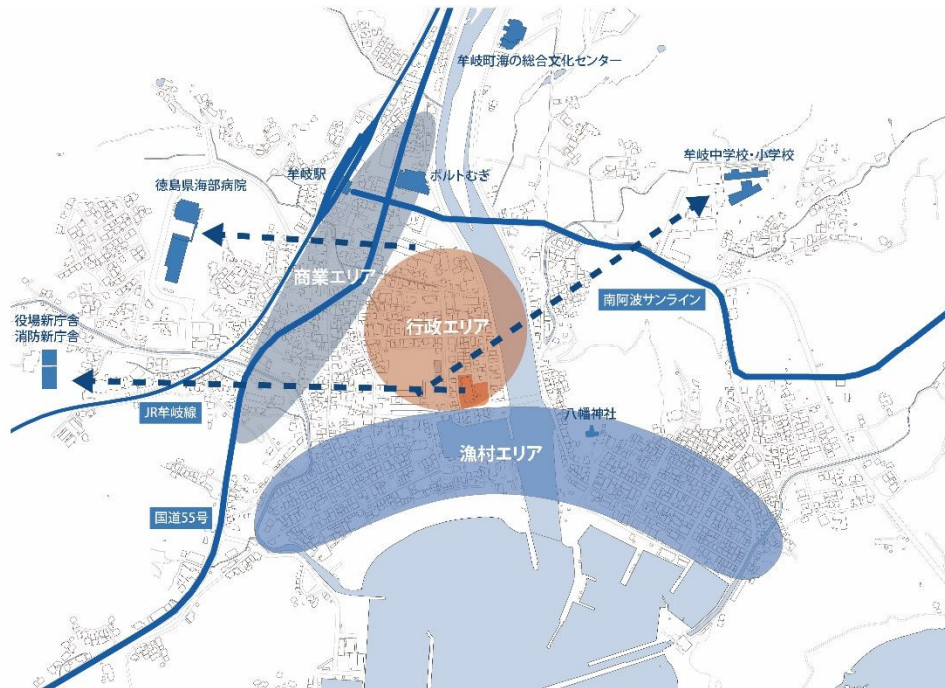 牟岐町海の総合文化センター
牟岐駅
ポルトむぎ
牟岐中学校・小学校
徳島県海部病院
商業エリア
南阿波サンライン
行政エリア
役場新庁舎
消防新庁舎
JR牟岐線
八幡神社
漁村エリア
国道55号